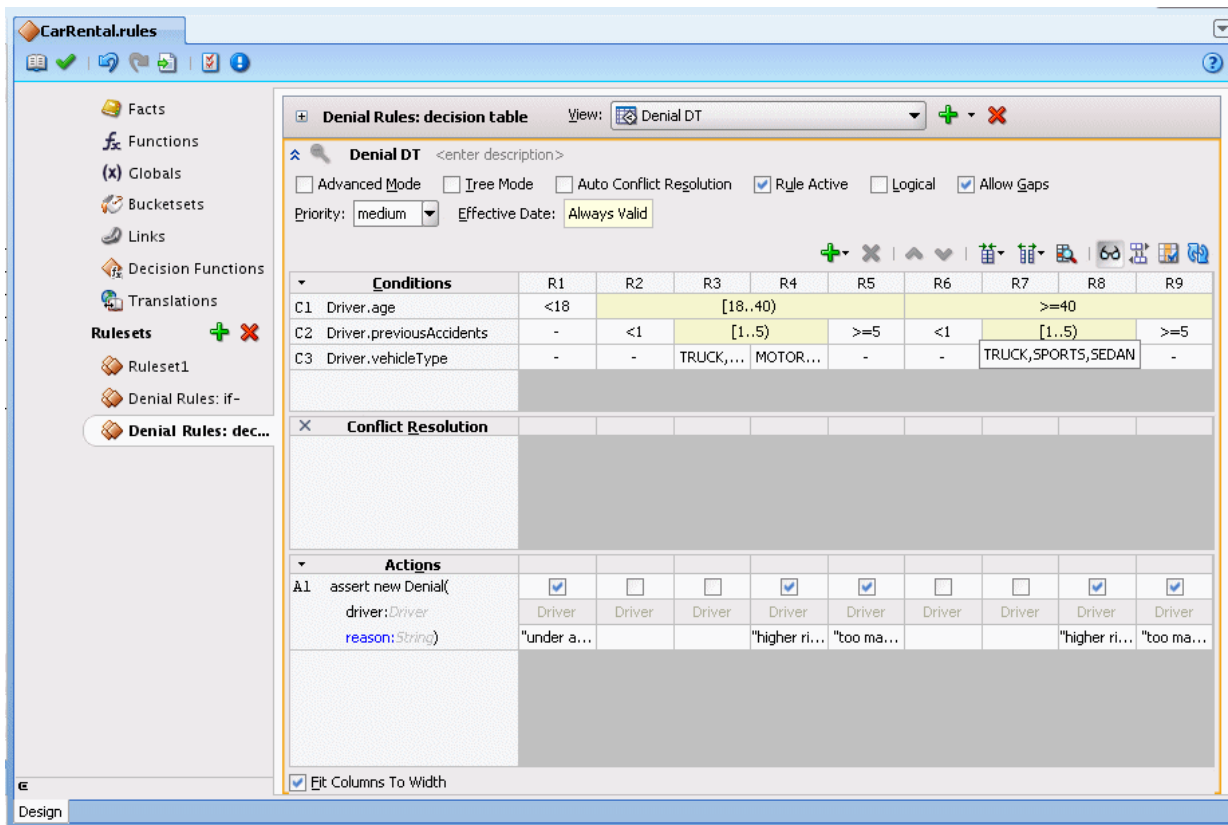 CarRental.rules
Facts
Functions
Globals
Bucketsets
Links
Decision Functions
Translations
Rulesets
Ruleset1
Denial Rules: if-
Denial Rules: dec...
Denial Rules: decision table View: Denial DT
Denial DT <enter description>
Advanced Mode Tree Mode Auto Conflict Resolution Rule Active Logical Allow Gaps
Priority: medium Effective Date: Always Valid
Conditions R1 R2 R3 R4 R5 R6 R7 R8 R9
C1 Driver.age <18 [18..40) >=40
C2 Driver.previousAccidents - <1 [1..5) >=5 <1 [1..5) >=5
C3 Driver.vehicleType - - TRUCK,... MOTOR... - - TRUCK,SPORTS,SEDAN -
Conflict Resolution
Actions
A1 assert new Denial(
driver:Driver Driver Driver Driver Driver Driver Driver Driver Driver Driver
reason:String) "under a... "higher ri... "too ma... "higher ri... "too ma...
Fit Columns To Width
Design